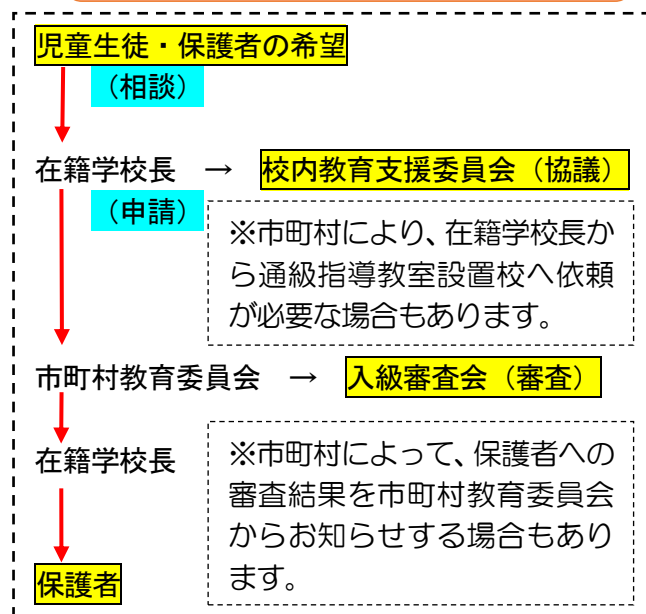 児童生徒・保護者の希望
（相談）
在籍学校長 → 校内教育支援委員会（協議）
（申請）
※市町村により、在籍学校長か
ら通級指導教室設置校へ依頼
が必要な場合もあります。
市町村教育委員会 → 入級審査会（審査）
在籍学校長
※市町村によって、保護者への
審査結果を市町村教育委員会
からお知らせする場合もあり
ます。
保護者